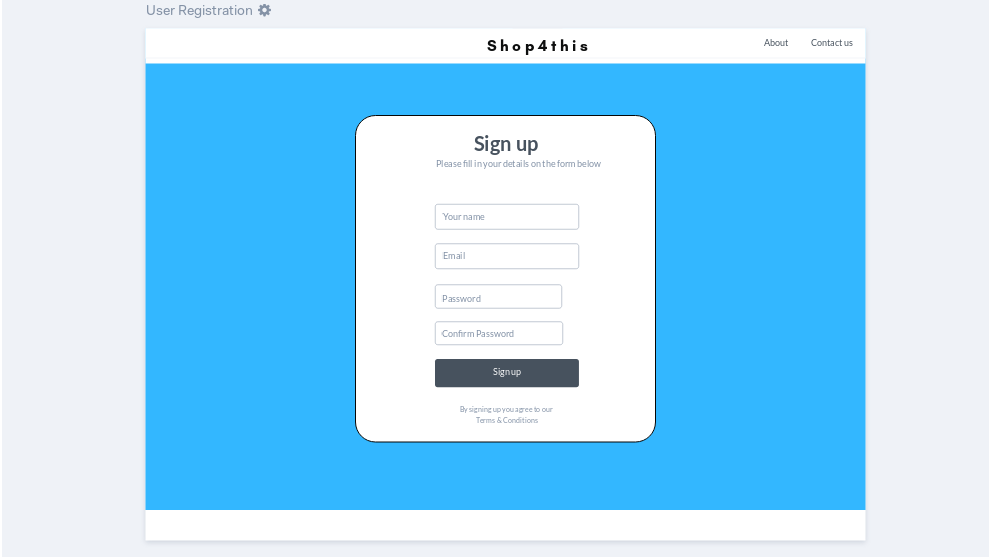 User Registration
Shop4this
About
Contact us
Sign up
Please fill in your details on the form below
Your name
Email
Password
Confirm Password
Sign up
By signing up you agree to our
Terms & Conditions